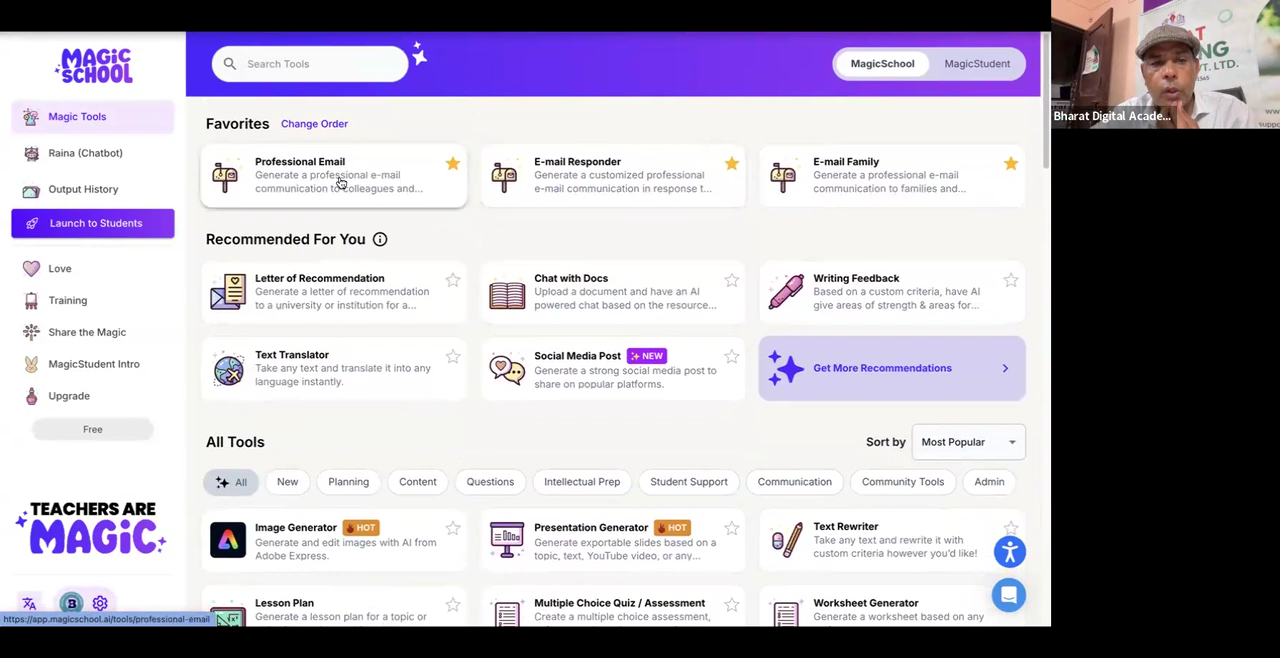 MAGIC SCHOOL
Magic Tools
Raina (Chatbot)
Output History
Launch to Students
Love
Training
Share the Magic
MagicStudent Intro
Upgrade
Free
TEACHERS ARE
MAGIC
https://app.magicschool.ai/tools/professional-email
Search Tools
MagicSchool
MagicStudent
Favorites
Change Order
Professional Email
Generate a professional e-mail
communication to colleagues and...
E-mail Responder
Generate a customized professional
e-mail communication in response t...
E-mail Family
Generate a professional e-mail
communication to families and...
Recommended For You
Letter of Recommendation
Generate a letter of recommendation
to a university or institution for a...
Chat with Docs
Upload a document and have an AI
powered chat based on the resource...
Writing Feedback
Based on a custom criteria, have AI
give areas of strength & areas for...
Text Translator
Take any text and translate it into any
language instantly.
Social Media Post NEW
Generate a strong social media post to
share on popular platforms.
Get More Recommendations
All Tools
Sort by
Most Popular
All
New
Planning
Content
Questions
Intellectual Prep
Student Support
Communication
Community Tools
Admin
Image Generator HOT
Generate and edit images with AI from
Adobe Express.
Presentation Generator HOT
Generate exportable slides based on a
topic, text, YouTube video, or any...
Text Rewriter
Take any text and rewrite it with
custom criteria however you'd like!
Lesson Plan
Generate a lesson plan for a topic or
Multiple Choice Quiz / Assessment
Create a multiple choice assessment,
Worksheet Generator
Generate a worksheet based on any
VT. LTD.
Bharat Digital Acade...